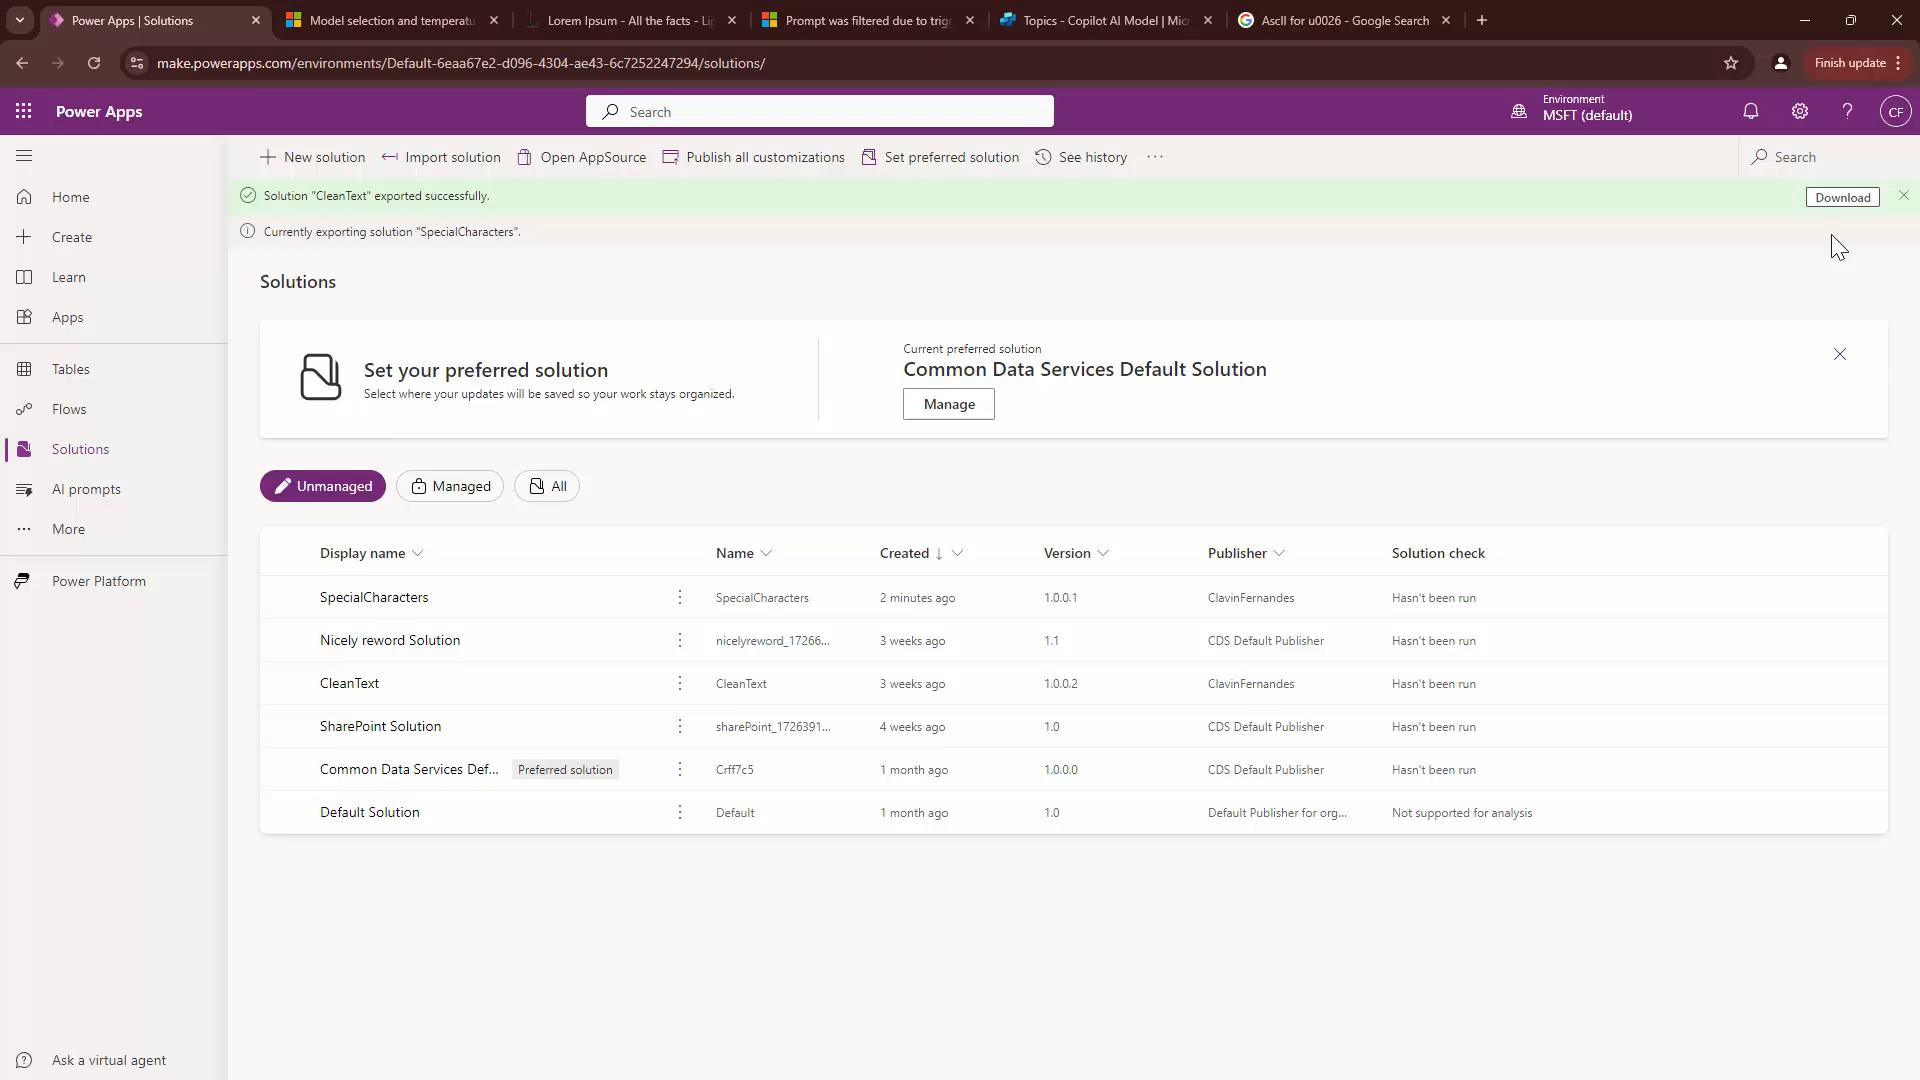 Power Apps | Solutions
Model selection and temperatu
Lorem Ipsum - All the facts - Li
Prompt was filtered due to trig
Topics - Copilot AI Model | Mic
AscII for u0026 - Google Search
make.powerapps.com/environments/Default-6eaa67e2-d096-4304-ae43-6c7252247294/solutions/
Finish update
Power Apps
Search
Environment
MSFT (default)
CF
New solution
Import solution
Open AppSource
Publish all customizations
Set preferred solution
See history
Search
Solution "CleanText" exported successfully.
Download
Currently exporting solution "SpecialCharacters".
Home
Create
Learn
Apps
Tables
Flows
Solutions
AI prompts
More
Power Platform
Ask a virtual agent
Solutions
Set your preferred solution
Select where your updates will be saved so your work stays organized.
Current preferred solution
Common Data Services Default Solution
Manage
Unmanaged
Managed
All
Display name Name Created Version Publisher Solution check
SpecialCharacters SpecialCharacters 2 minutes ago 1.0.0.1 ClavinFernandes Hasn't been run
Nicely reword Solution nicelyreword_17266... 3 weeks ago 1.1 CDS Default Publisher Hasn't been run
CleanText CleanText 3 weeks ago 1.0.0.2 ClavinFernandes Hasn't been run
SharePoint Solution sharePoint_1726391... 4 weeks ago 1.0 CDS Default Publisher Hasn't been run
Common Data Services Def... Preferred solution Crff7c5 1 month ago 1.0.0.0 CDS Default Publisher Hasn't been run
Default Solution Default 1 month ago 1.0 Default Publisher for org... Not supported for analysis